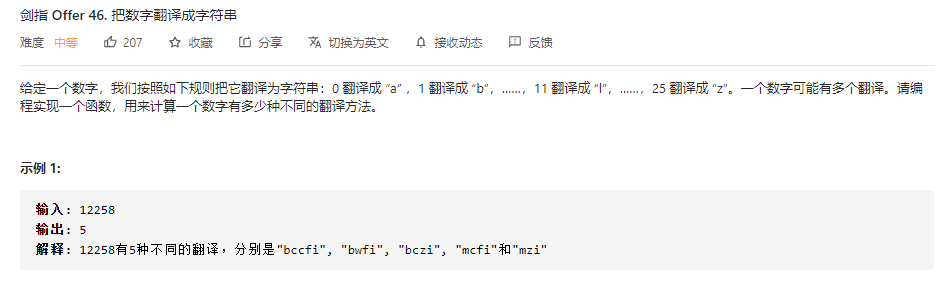 剑指 Offer 46. 把数字翻译成字符串
难度 中等 207 收藏 分享 切换为英文 接收动态 反馈
给定一个数字，我们按照如下规则把它翻译为字符串：0 翻译成 “a” ，1 翻译成 “b”，……，11 翻译成 “l”，……，25 翻译成 “z”。一个数字可能有多个翻译。请编
程实现一个函数，用来计算一个数字有多少种不同的翻译方法。
示例 1:
输入: 12258
输出: 5
解释: 12258有5种不同的翻译，分别是"bccfi", "bwfi", "bczi", "mcfi"和"mzi"